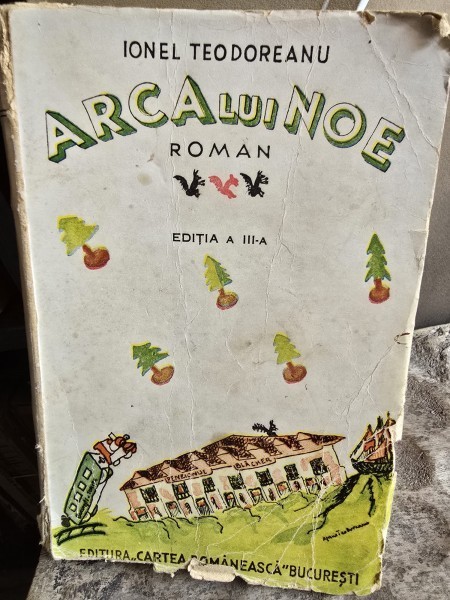 IONEL TEODOREANU
ARCA LUI NOE
ROMAN
EDIȚIA A III-A
EDITURA „CARTEA ROMÂNEASCĂ” BUCUREȘTI